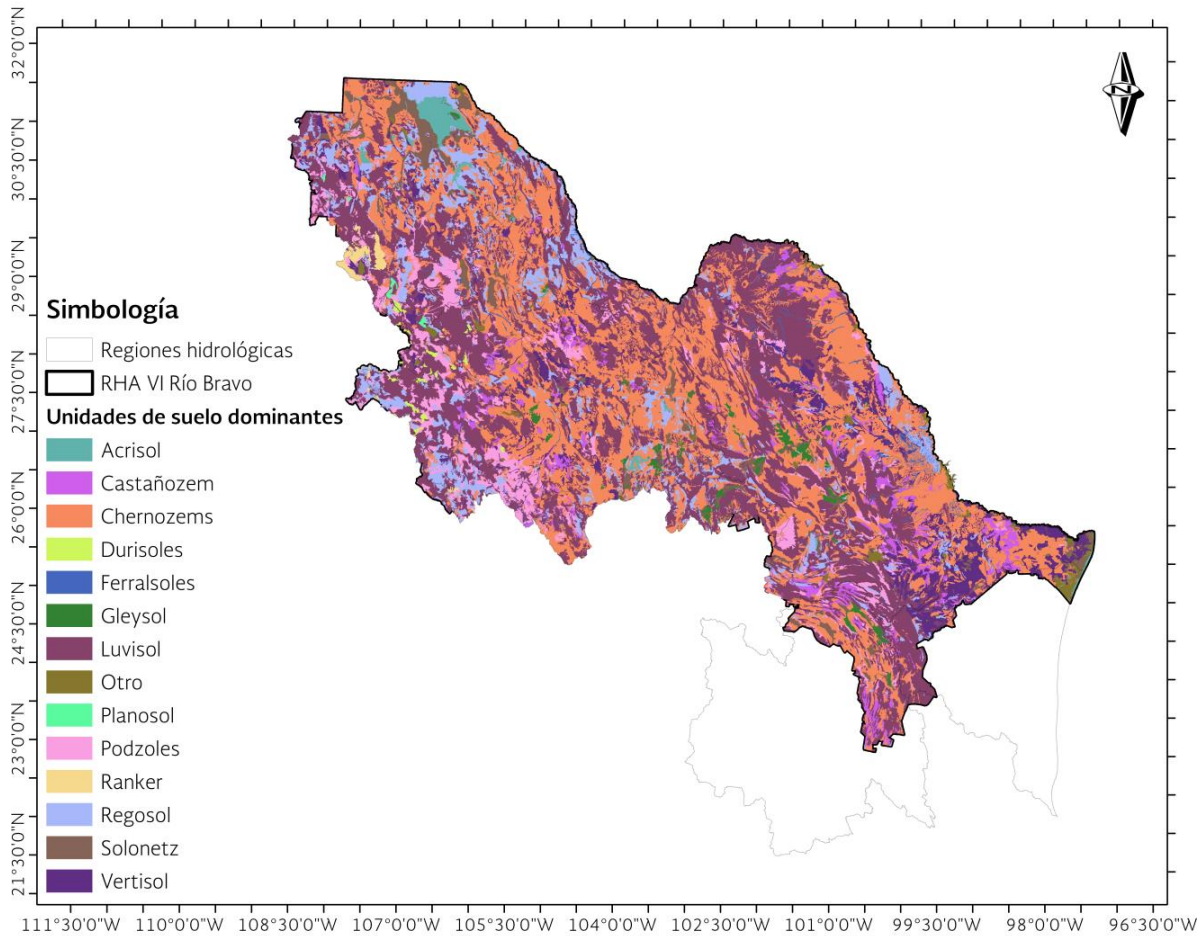 N
32°0'0"N
30°30'0"N
29°0'0"N
27°30'0"N
26°0'0"N
24°30'0"N
23°0'0"N
21°30'0"N
Simbología
Regiones hidrológicas
RHA VI Río Bravo
Unidades de suelo dominantes
Acrisol
Castañozem
Chernozems
Durisoles
Ferralsoles
Gleysol
Luvisol
Otro
Planosol
Podzoles
Ranker
Regosol
Solonetz
Vertisol
111°30'0"W 110°0'0"W 108°30'0"W 107°0'0"W 105°30'0"W 104°0'0"W 102°30'0"W 101°0'0"W 99°30'0"W 98°0'0"W 96°30'0"W